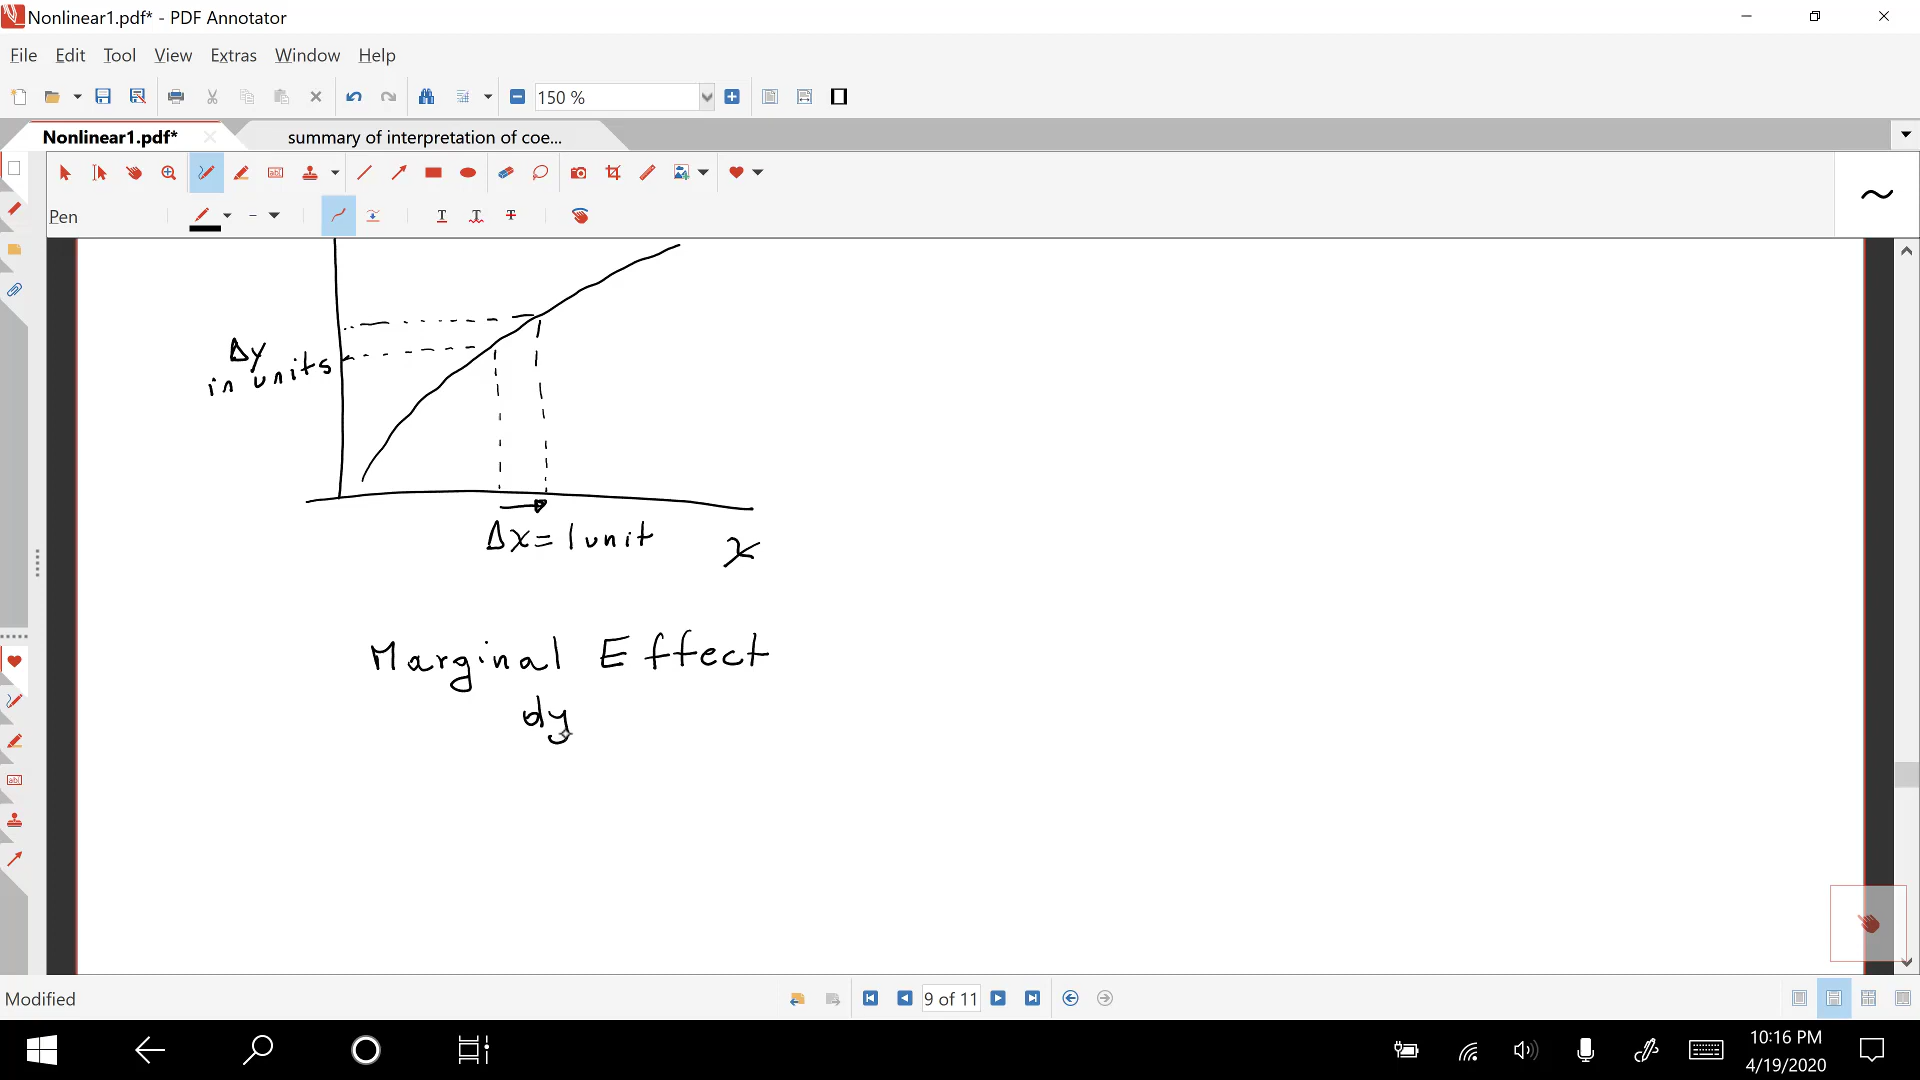 Nonlinear1.pdf* - PDF Annotator
File Edit Tool View Extras Window Help
150 %
Nonlinear1.pdf*
summary of interpretation of coe...
Pen
Δy
in units
Δx = 1 unit
x
Marginal Effect
dy
Modified
9 of 11
10:16 PM
4/19/2020